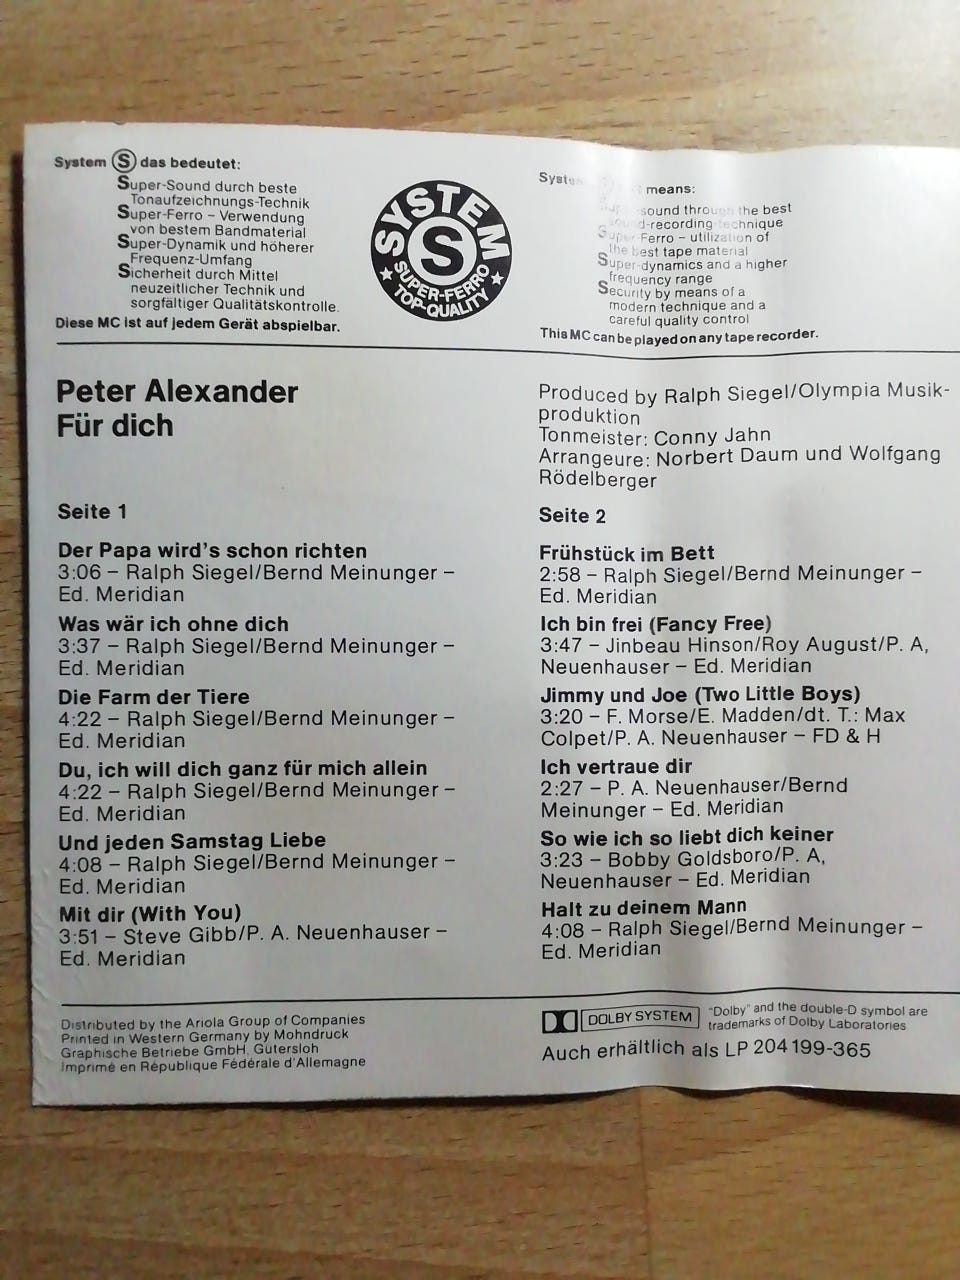 System S das bedeutet:
Super-Sound durch beste
Tonaufzeichnungs-Technik
Super-Ferro – Verwendung
von bestem Bandmaterial
Super-Dynamik und höherer
Frequenz-Umfang
Sicherheit durch Mittel
neuzeitlicher Technik und
sorgfältiger Qualitätskontrolle.
Diese MC ist auf jedem Gerät abspielbar.
SYSTEM
S
SUPER-FERRO
TOP-QUALITY
System means:
Super-sound through the best
sound-recording-technique
Super-Ferro – utilization of
the best tape material
Super-dynamics and a higher
frequency range
Security by means of a
modern technique and a
careful quality control
This MC can be played on any tape recorder.
Peter Alexander
Für dich
Produced by Ralph Siegel/Olympia Musik-
produktion
Tonmeister: Conny Jahn
Arrangeure: Norbert Daum und Wolfgang
Rödelberger
Seite 1
Der Papa wird's schon richten
3:06 – Ralph Siegel/Bernd Meinunger –
Ed. Meridian
Was wär ich ohne dich
3:37 – Ralph Siegel/Bernd Meinunger –
Ed. Meridian
Die Farm der Tiere
4:22 – Ralph Siegel/Bernd Meinunger –
Ed. Meridian
Du, ich will dich ganz für mich allein
4:22 – Ralph Siegel/Bernd Meinunger –
Ed. Meridian
Und jeden Samstag Liebe
4:08 – Ralph Siegel/Bernd Meinunger –
Ed. Meridian
Mit dir (With You)
3:51 – Steve Gibb/P. A. Neuenhauser –
Ed. Meridian
Seite 2
Frühstück im Bett
2:58 – Ralph Siegel/Bernd Meinunger –
Ed. Meridian
Ich bin frei (Fancy Free)
3:47 – Jinbeau Hinson/Roy August/P. A,
Neuenhauser – Ed. Meridian
Jimmy und Joe (Two Little Boys)
3:20 – F. Morse/E. Madden/dt. T.: Max
Colpet/P. A. Neuenhauser – FD & H
Ich vertraue dir
2:27 – P. A. Neuenhauser/Bernd
Meinunger – Ed. Meridian
So wie ich so liebt dich keiner
3:23 – Bobby Goldsboro/P. A,
Neuenhauser – Ed. Meridian
Halt zu deinem Mann
4:08 – Ralph Siegel/Bernd Meinunger –
Ed. Meridian
Distributed by the Ariola Group of Companies
Printed in Western Germany by Mohndruck
Graphische Betriebe GmbH, Gütersloh
Imprimé en République Fédérale d'Allemagne
DOLBY SYSTEM
"Dolby" and the double-D symbol are
trademarks of Dolby Laboratories
Auch erhältlich als LP 204 199-365